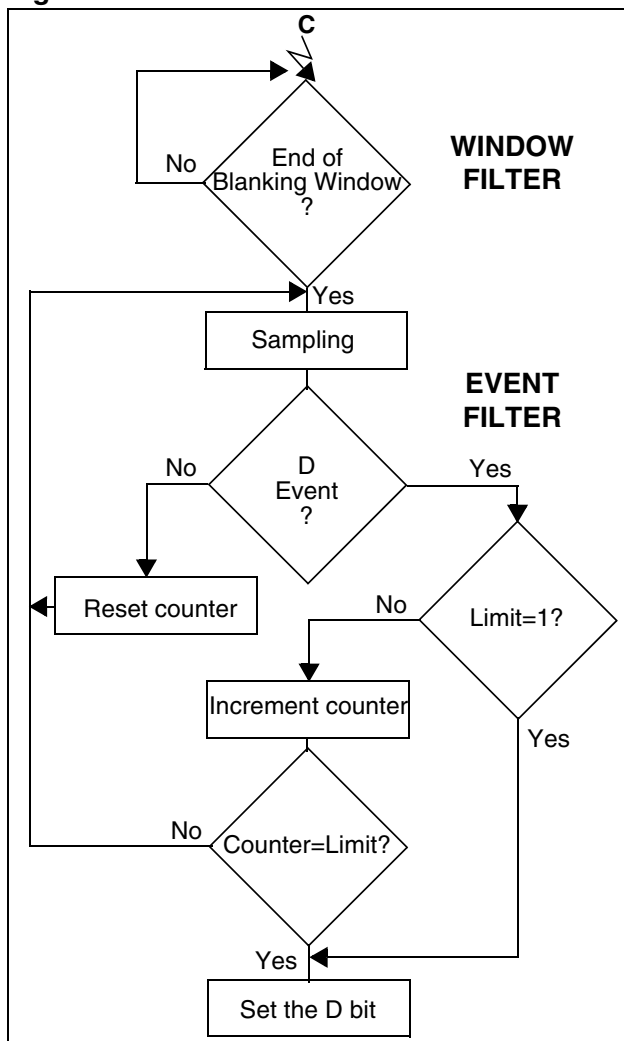 C
End of
Blanking Window
?
No
WINDOW
FILTER
Yes
Sampling
EVENT
FILTER
No
D
Event
?
Yes
Reset counter
No
Limit=1?
Increment counter
Yes
No
Counter=Limit?
Yes
Set the D bit